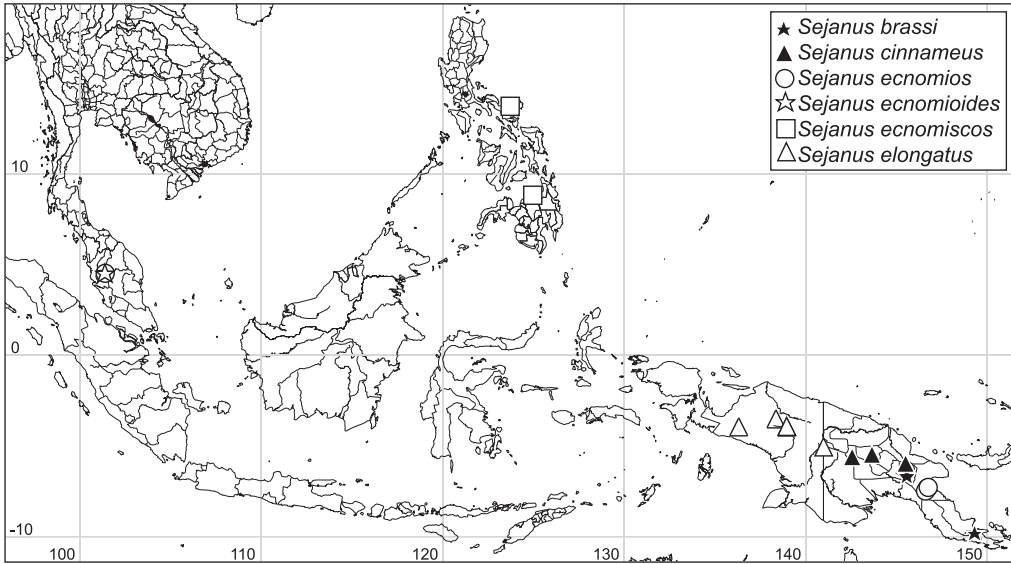 Sejanus brassi
Sejanus cinnameus
Sejanus ecnomios
Sejanus ecnomioides
Sejanus ecnomiscos
Sejanus elongatus
10
0
-10
100 110 120 130 140 150